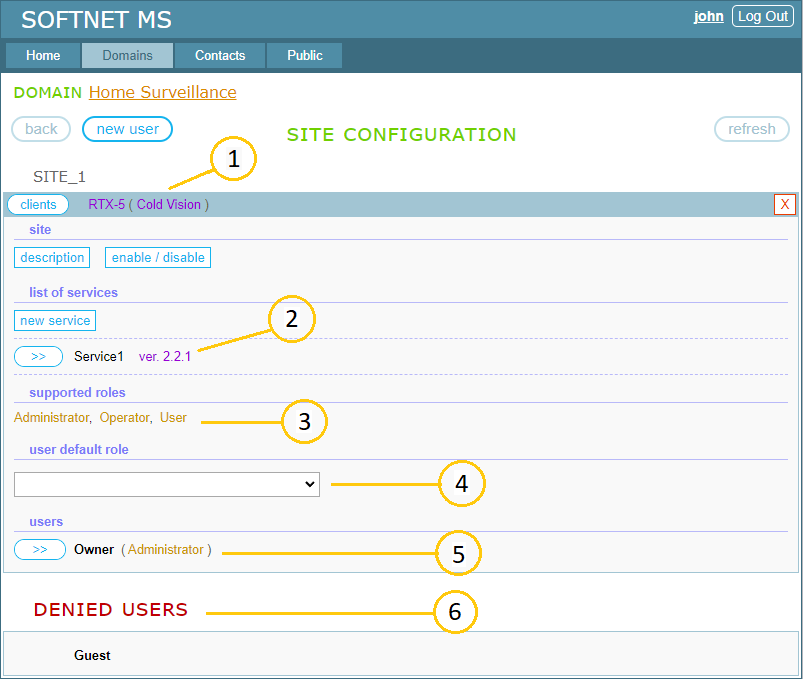 SOFTNET MS john Log Out
Home Domains Contacts Public
DOMAIN Home Surveillance
back new user SITE CONFIGURATION refresh
1
SITE_1
clients RTX-5 ( Cold Vision ) X
site
description enable / disable
list of services
new service
2
>> Service1 ver. 2.2.1
supported roles
Administrator, Operator, User 3
user default role
4
users
>> Owner ( Administrator ) 5
DENIED USERS 6
Guest